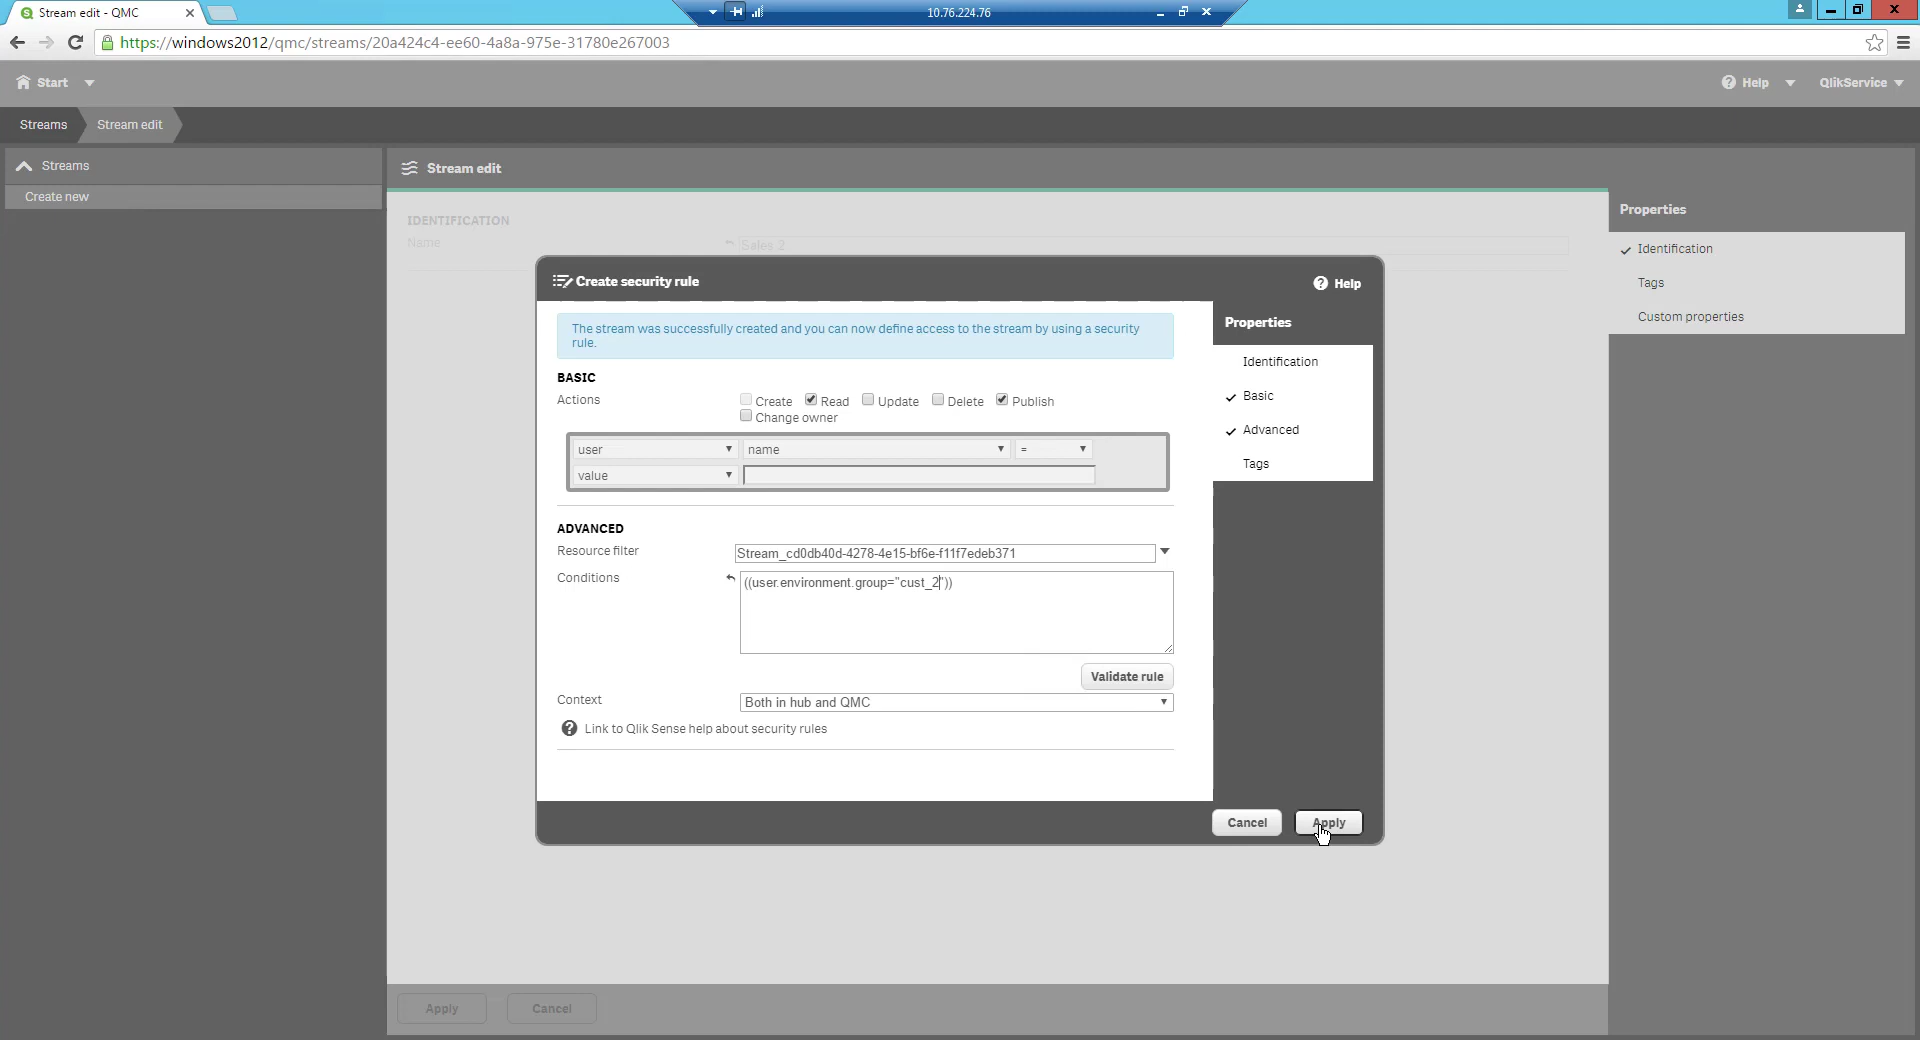 Stream edit - QMC
10.76.224.76
https://windows2012/qmc/streams/20a424c4-ee60-4a8a-975e-31780e267003
Start
Help
QlikService
Streams
Stream edit
Streams
Create new
Stream edit
IDENTIFICATION
Name
Sales 2
Properties
Identification
Tags
Custom properties
Create security rule
Help
The stream was successfully created and you can now define access to the stream by using a security
rule.
BASIC
Actions
Create Read Update Delete Publish
Change owner
user name =
value
ADVANCED
Resource filter
Stream_cd0db40d-4278-4e15-bf6e-f11f7edeb371
Conditions
((user.environment.group="cust_2"))
Validate rule
Context
Both in hub and QMC
Link to Qlik Sense help about security rules
Properties
Identification
Basic
Advanced
Tags
Cancel
Apply
Apply
Cancel